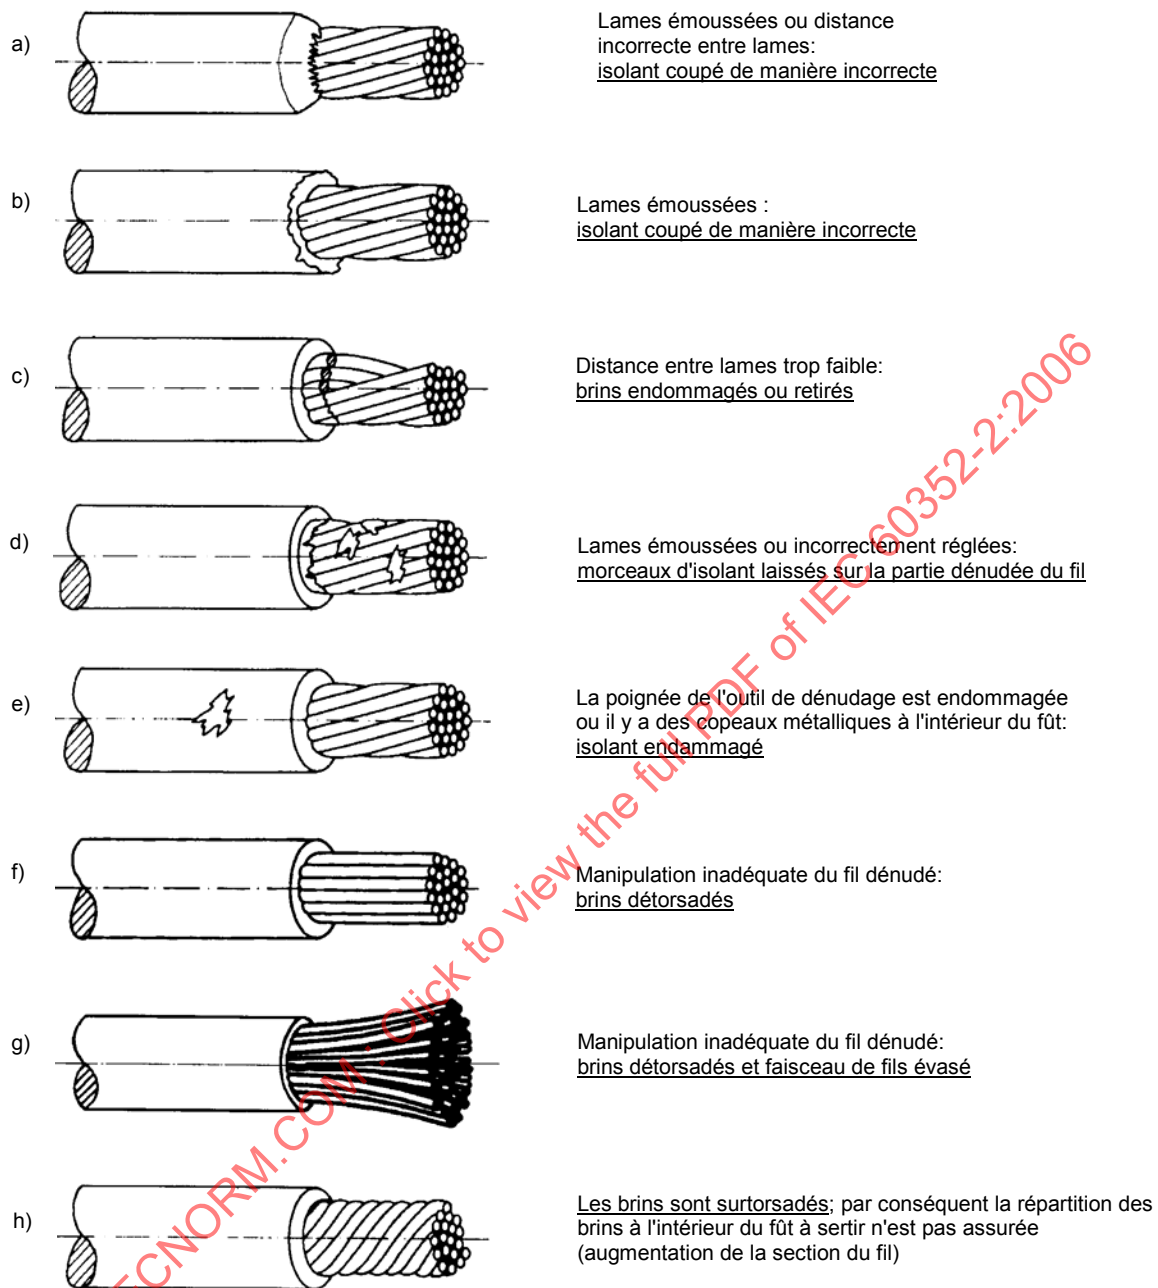 a)
Lames émoussées ou distance
incorrecte entre lames:
isolant coupé de manière incorrecte
b)
Lames émoussées :
isolant coupé de manière incorrecte
c)
Distance entre lames trop faible:
brins endommagés ou retirés
d)
Lames émoussées ou incorrectement réglées:
morceaux d'isolant laissés sur la partie dénudée du fil
e)
La poignée de l'outil de dénudage est endommagée
ou il y a des copeaux métalliques à l'intérieur du fût:
isolant endammagé
f)
Manipulation inadéquate du fil dénudé:
brins détorsadés
g)
Manipulation inadéquate du fil dénudé:
brins détorsadés et faisceau de fils évasé
h)
Les brins sont surtorsadés; par conséquent la répartition des
brins à l'intérieur du fût à sertir n'est pas assurée
(augmentation de la section du fil)
ECNORM.COM : Click to view the full PDF of IEC 60352-2:2006